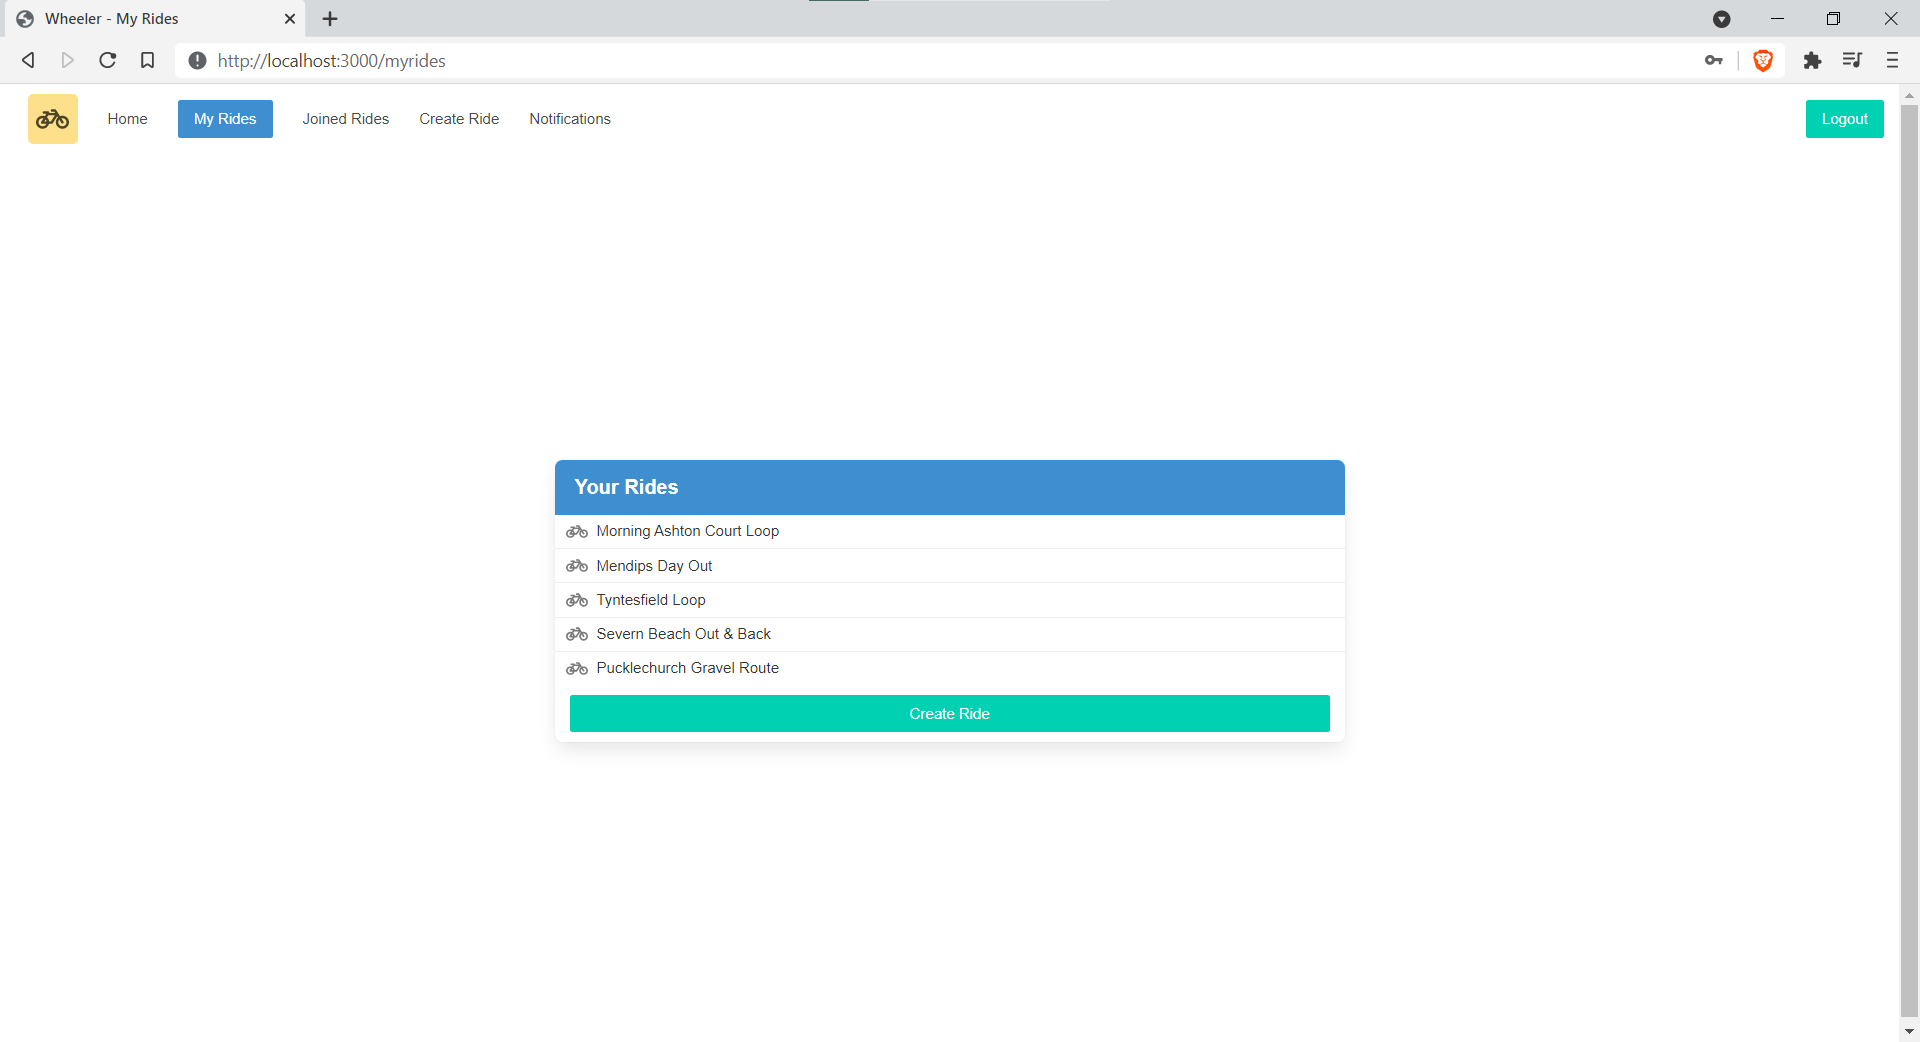 Wheeler - My Rides
http://localhost:3000/myrides
Home My Rides Joined Rides Create Ride Notifications Logout
Your Rides
Morning Ashton Court Loop
Mendips Day Out
Tyntesfield Loop
Severn Beach Out & Back
Pucklechurch Gravel Route
Create Ride